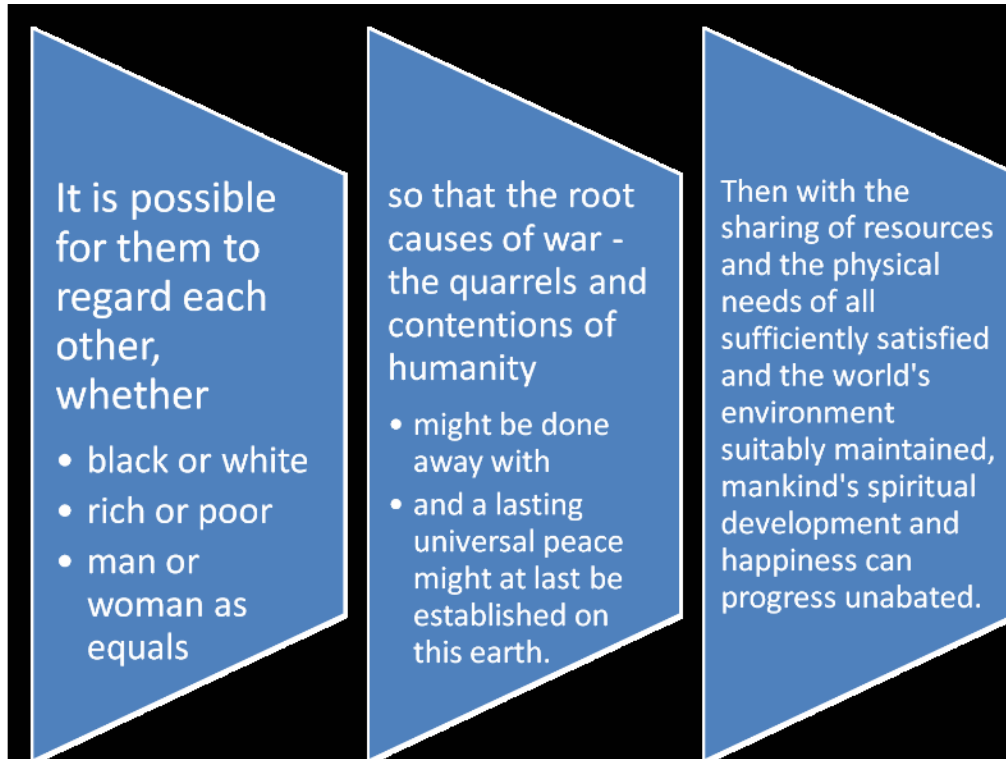 It is possible
for them to
regard each
other,
whether
• black or white
• rich or poor
• man or
woman as
equals
so that the root
causes of war -
the quarrels and
contentions of
humanity
• might be done
away with
• and a lasting
universal peace
might at last be
established on
this earth.
Then with the
sharing of resources
and the physical
needs of all
sufficiently satisfied
and the world's
environment
suitably maintained,
mankind's spiritual
development and
happiness can
progress unabated.